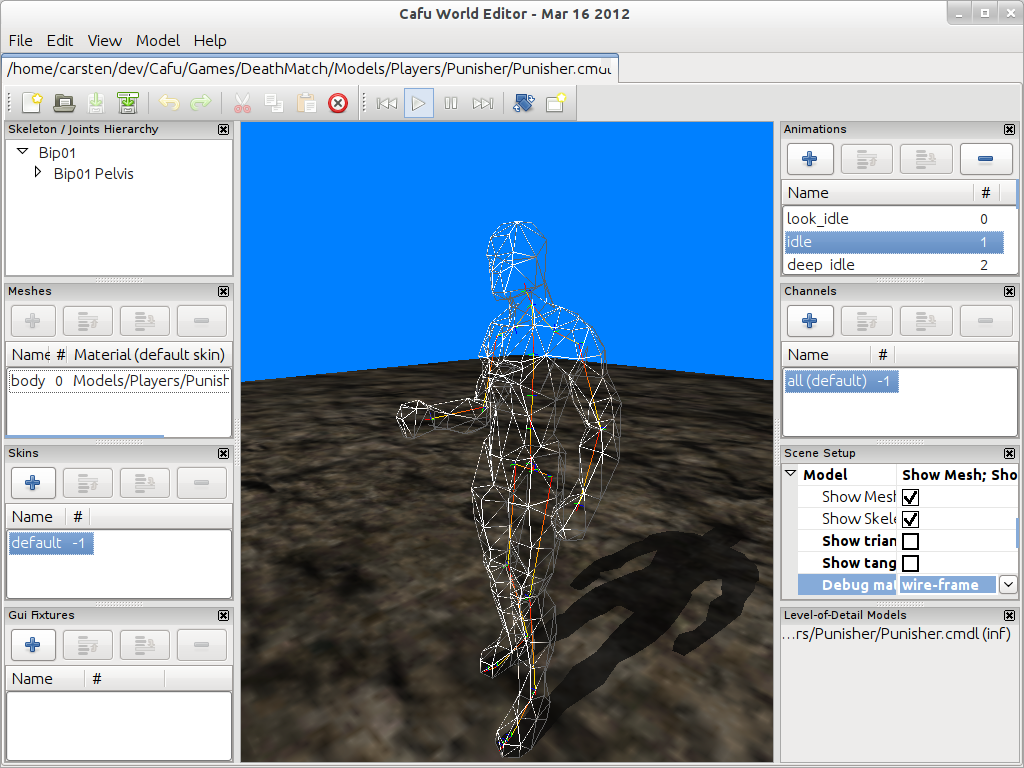 Cafu World Editor - Mar 16 2012
File Edit View Model Help
/home/carsten/dev/Cafu/Games/DeathMatch/Models/Players/Punisher/Punisher.cmdl
Skeleton / Joints Hierarchy
Bip01
Bip01 Pelvis
Meshes
Name # Material (default skin)
body 0 Models/Players/Punish
Skins
Name #
default -1
Gui Fixtures
Name #
Animations
Name #
look_idle 0
idle 1
deep_idle 2
Channels
Name #
all (default) -1
Scene Setup
Model Show Mesh; Sho
Show Mesh
Show Skele
Show trian
Show tang
Debug mat wire-frame
Level-of-Detail Models
...rs/Punisher/Punisher.cmdl (inf)